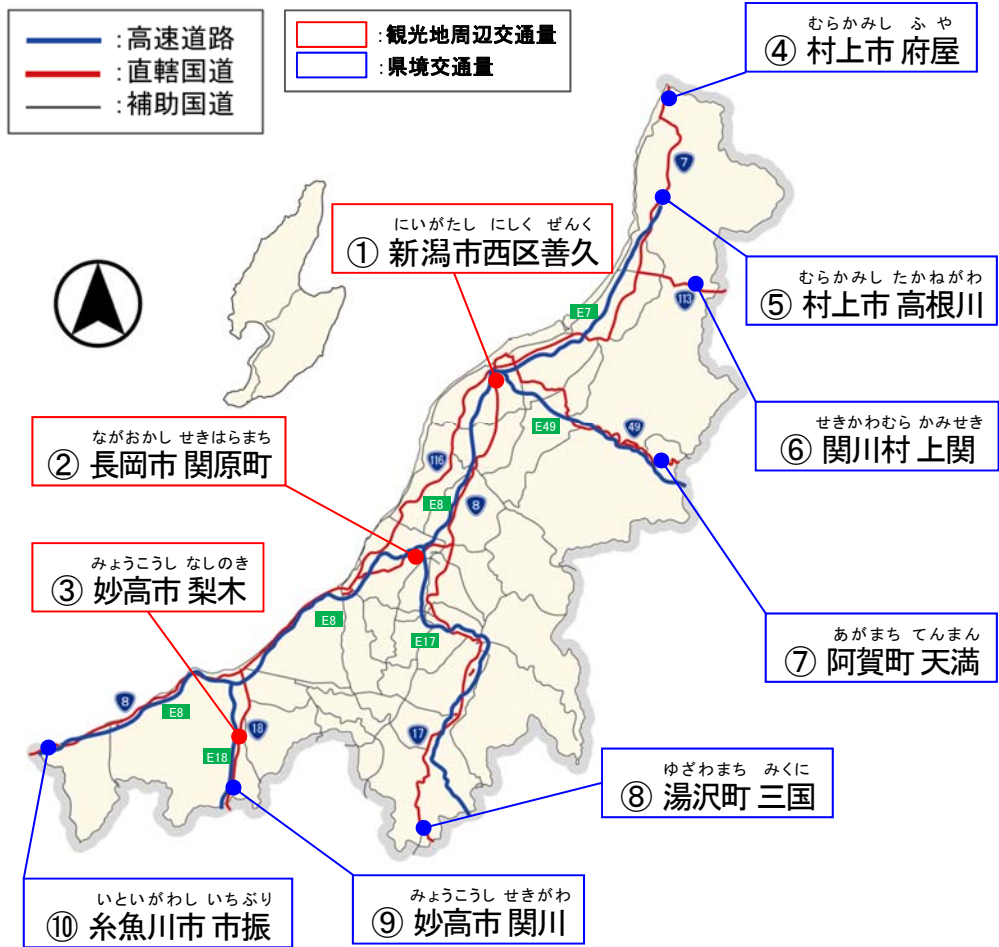 :高速道路
:直轄国道
:補助国道
:観光地周辺交通量
:県境交通量
むらかみし ふ や
④ 村上市 府屋
7
にいがたし にしく ぜんく
① 新潟市西区善久
むらかみし たかねがわ
⑤ 村上市 高根川
113
E7
せきかわむら かみせき
⑥ 関川村 上関
49
E49
ながおかし せきはらまち
② 長岡市 関原町
116
E8
8
みょうこうし なしのき
③ 妙高市 梨木
E8
E17
あがまち てんまん
⑦ 阿賀町 天満
8
E8
18
E18
17
ゆざわまち みくに
⑧ 湯沢町 三国
いといがわし いちぶり
⑩ 糸魚川市 市振
みょうこうし せきがわ
⑨ 妙高市 関川